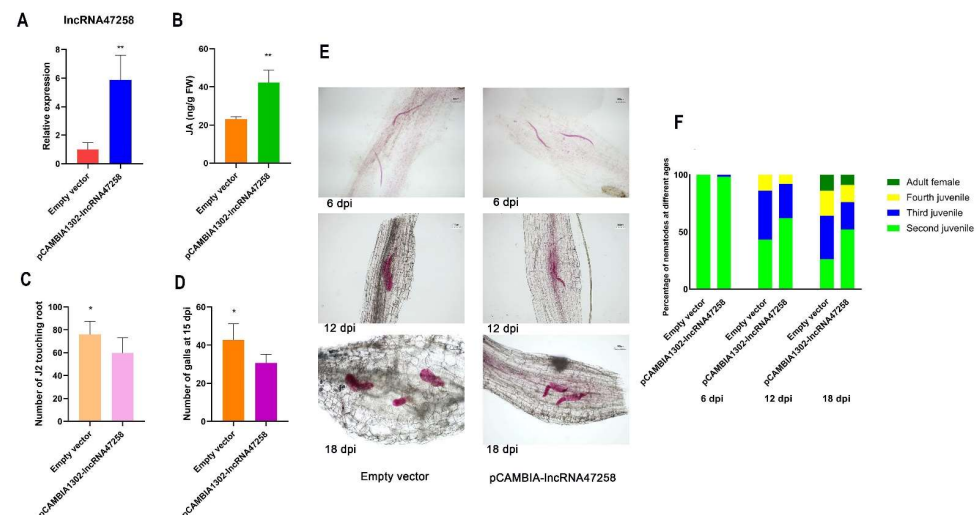 A
lncRNA47258
Relative expression
8
6
4
2
0
**
Empty vector
pCAMBIA1302-lncRNA47258
B
JA (ng/g FW)
60
40
20
0
**
Empty vector
pCAMBIA1302-lncRNA47258
C
Number of J2 touching root
100
80
60
40
20
0
*
Empty vector
pCAMBIA1302-lncRNA47258
D
Number of galls at 15 dpi
60
40
20
0
*
Empty vector
pCAMBIA1302-lncRNA47258
E
6 dpi
6 dpi
12 dpi
12 dpi
18 dpi
18 dpi
Empty vector
pCAMBIA-lncRNA47258
F
Percentage of nematodes at different ages
100
50
0
Empty vector
pCAMBIA1302-lncRNA47258
Empty vector
pCAMBIA1302-lncRNA47258
Empty vector
pCAMBIA1302-lncRNA47258
6 dpi
12 dpi
18 dpi
Adult female
Fourth juvenile
Third juvenile
Second juvenile